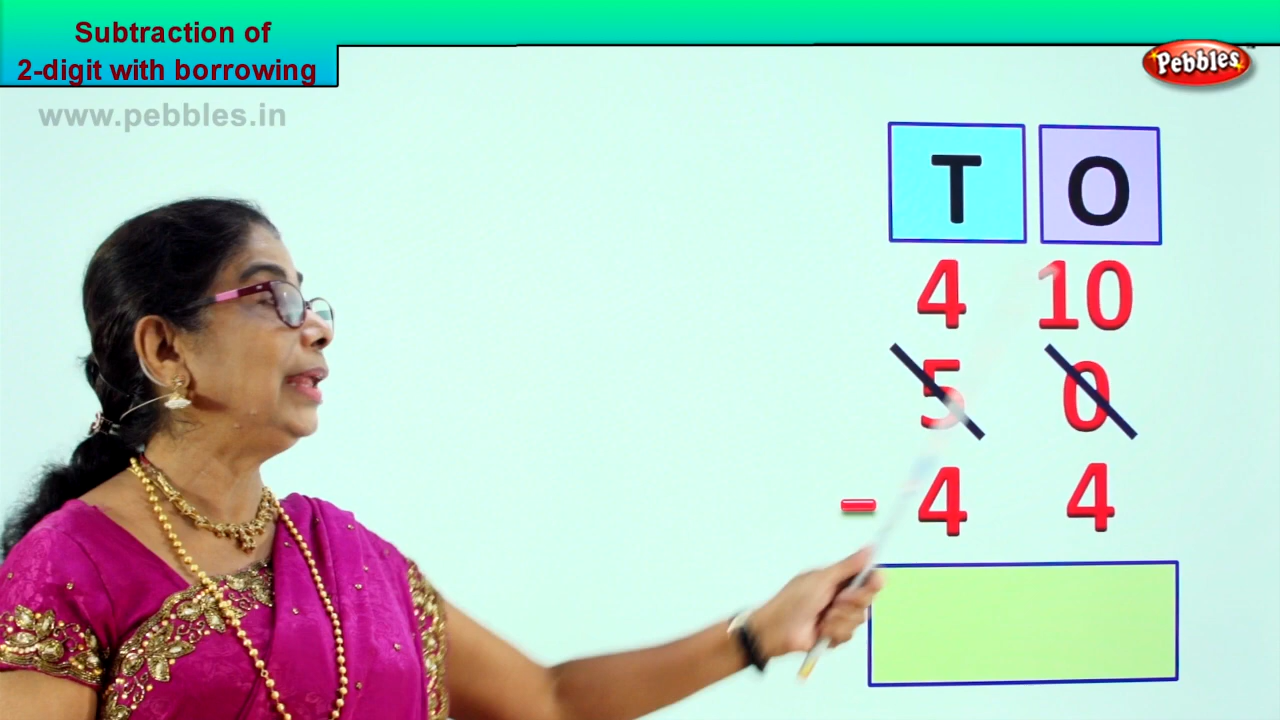 Subtraction of
2-digit with borrowing
Pebbles
www.pebbles.in
T O
4 10
5 0
- 4 4